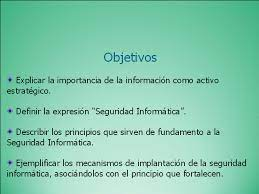 Objetivos
Explicar la importancia de la información como activo
estratégico.
Definir la expresión "Seguridad Informática".
Describir los principios que sirven de fundamento a la
Seguridad Informática.
Ejemplificar los mecanismos de implantación de la seguridad
informática, asociándolos con el principio que fortalecen.